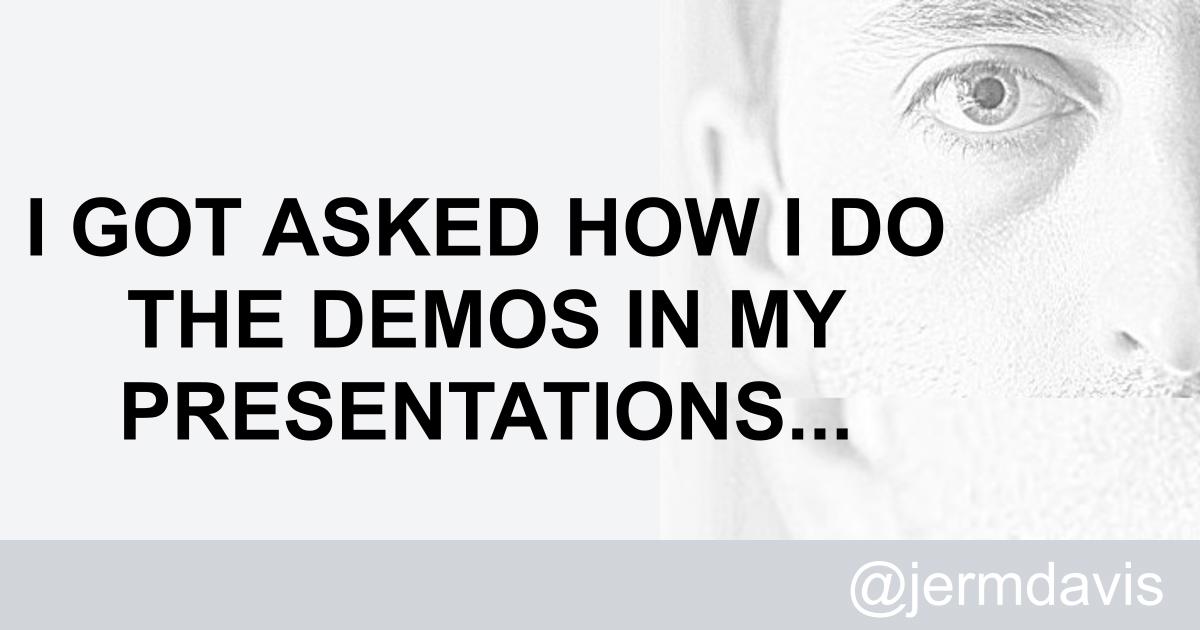 I GOT ASKED HOW I DO
THE DEMOS IN MY
PRESENTATIONS...
@jermdavis